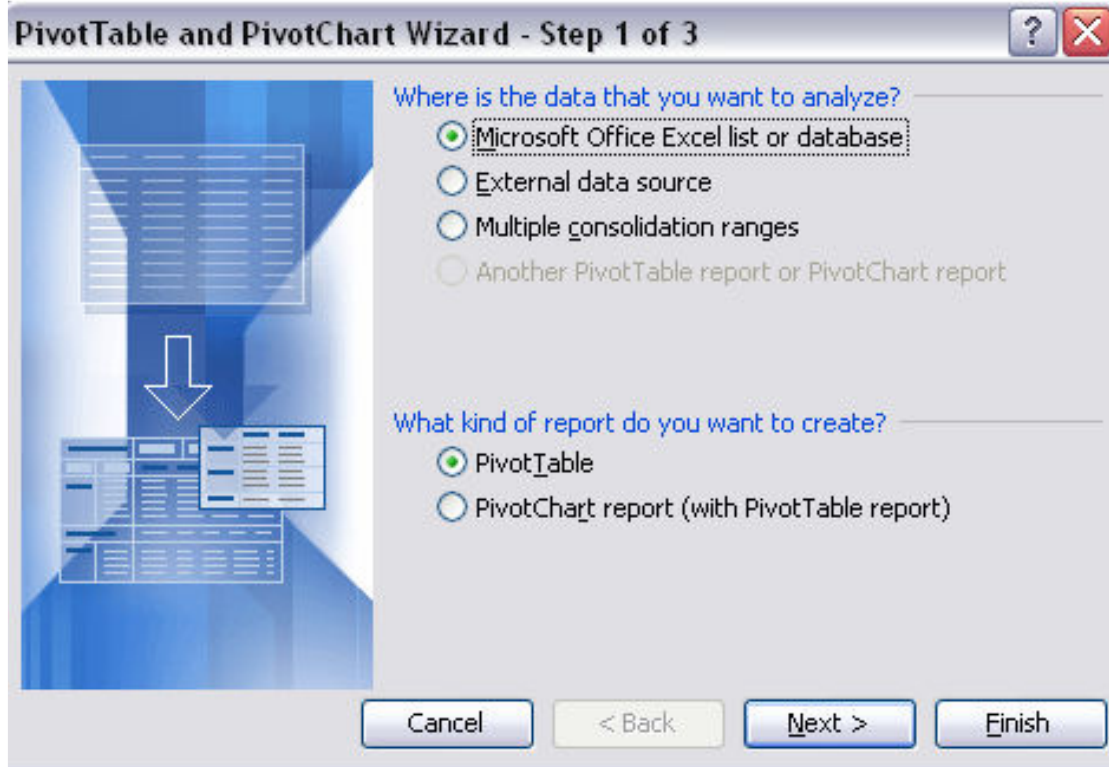 PivotTable and PivotChart Wizard - Step 1 of 3
?
Where is the data that you want to analyze?
Microsoft Office Excel list or database
External data source
Multiple consolidation ranges
Another PivotTable report or PivotChart report
What kind of report do you want to create?
PivotTable
PivotChart report (with PivotTable report)
Cancel < Back Next > Finish